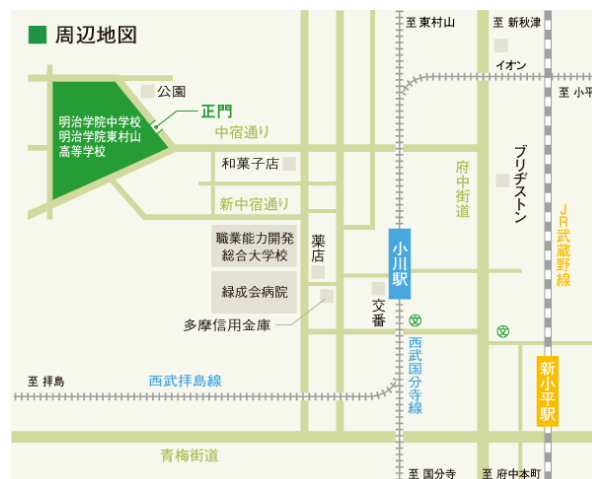 周辺地図
至 東村山
至 新秋津
イオン
至 小平
公園
正門
明治学院中学校
明治学院東村山
高等学校
中宿通り
和菓子店
新中宿通り
府中街道
ブリヂストン
JR武蔵野線
職業能力開発
総合大学校
薬店
小川駅
緑成会病院
交番
多摩信用金庫
文
文
至 拝島
西武拝島線
西武国分寺線
新小平駅
青梅街道
至 国分寺
至 府中本町